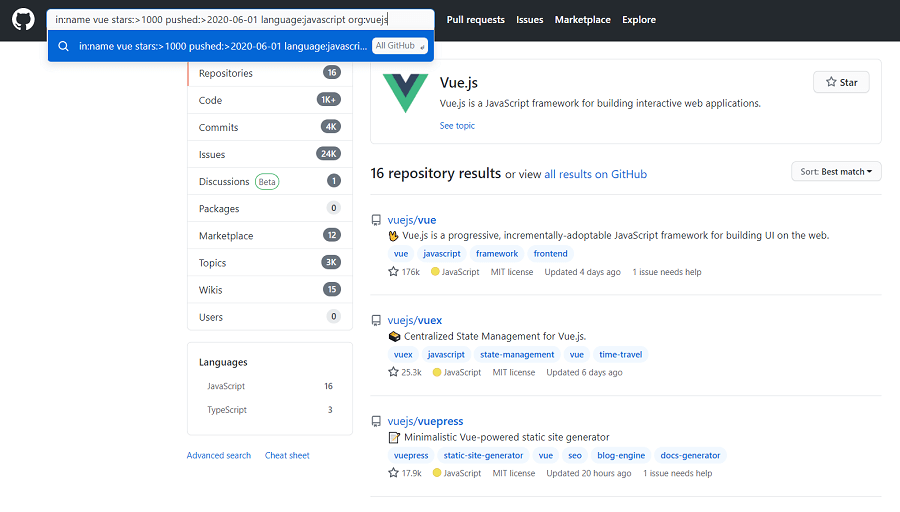 in:name vue stars:>1000 pushed:>2020-06-01 language:javascript org:vuejs
Pull requests Issues Marketplace Explore
in:name vue stars:>1000 pushed:>2020-06-01 language:javascri... All GitHub
Repositories 16
Code 1K+
Commits 4K
Issues 24K
Discussions Beta 1
Packages 0
Marketplace 12
Topics 3K
Wikis 15
Users 0
Languages
JavaScript 16
TypeScript 3
Advanced search Cheat sheet
Vue.js
Star
Vue.js is a JavaScript framework for building interactive web applications.
See topic
16 repository results or view all results on GitHub
Sort: Best match
vuejs/vue
Vue.js is a progressive, incrementally-adoptable JavaScript framework for building UI on the web.
vue javascript framework frontend
176k JavaScript MIT license Updated 4 days ago 1 issue needs help
vuejs/vuex
Centralized State Management for Vue.js.
vuex javascript state-management vue time-travel
25.3k JavaScript MIT license Updated 6 days ago
vuejs/vuepress
Minimalistic Vue-powered static site generator
vuepress static-site-generator vue seo blog-engine docs-generator
17.9k JavaScript MIT license Updated 20 hours ago 1 issue needs help